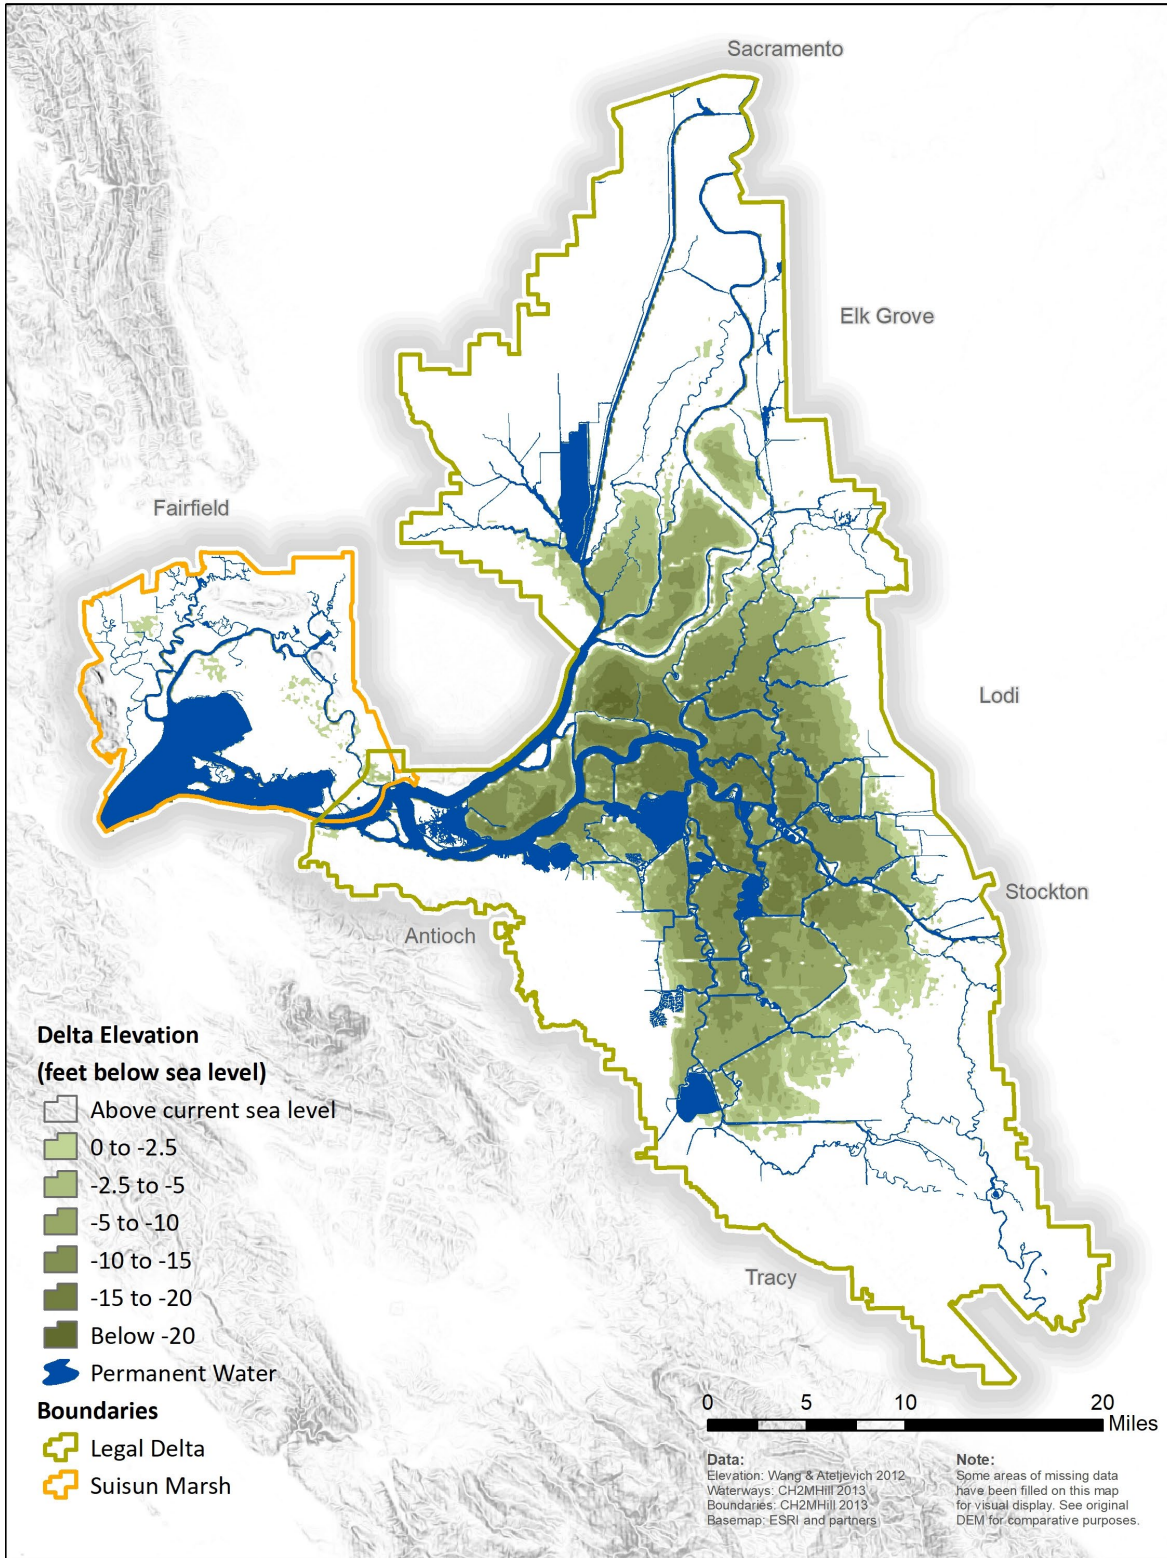 Sacramento
Elk Grove
Fairfield
Lodi
Stockton
Antioch
Tracy
Delta Elevation
(feet below sea level)
Above current sea level
0 to -2.5
-2.5 to -5
-5 to -10
-10 to -15
-15 to -20
Below -20
Permanent Water
Boundaries
Legal Delta
Suisun Marsh
0 5 10 20
Miles
Data:
Elevation: Wang & Ateljevich 2012
Waterways: CH2MHill 2013
Boundaries: CH2MHill 2013
Basemap: ESRI and partners
Note:
Some areas of missing data
have been filled on this map
for visual display. See original
DEM for comparative purposes.